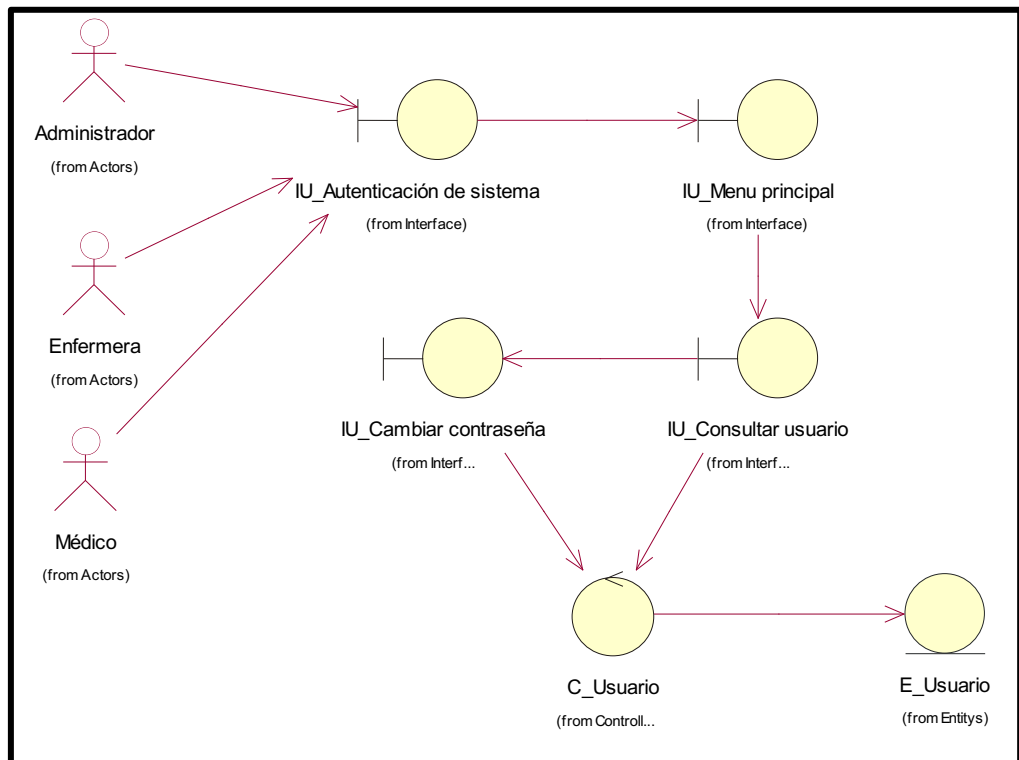 Administrador
(from Actors)
IU_Autenticación de sistema
(from Interface)
IU_Menu principal
(from Interface)
Enfermera
(from Actors)
IU_Cambiar contraseña
(from Interf...
IU_Consultar usuario
(from Interf...
Médico
(from Actors)
C_Usuario
(from Controll...
E_Usuario
(from Entitys)